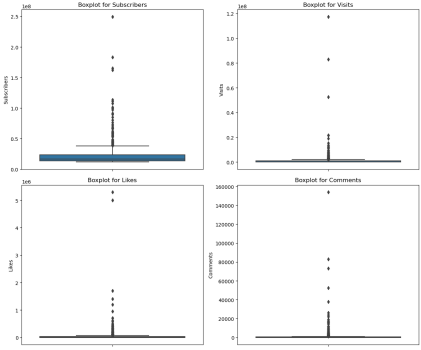 Boxplot for Subscribers
1e8
2.5
2.0
1.5
1.0
0.5
0.0
Subscribers
Boxplot for Visits
1e8
1.2
1.0
0.8
0.6
0.4
0.2
0.0
Visits
Boxplot for Likes
1e6
5
4
3
2
1
0
Likes
Boxplot for Comments
160000
140000
120000
100000
80000
60000
40000
20000
0
Comments